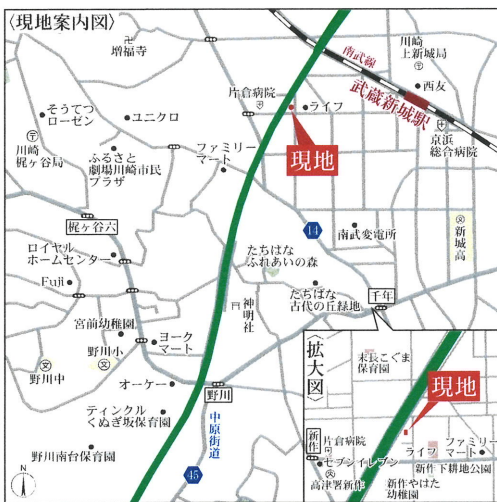 〈現地案内図〉
卍
増福寺
南武線
川崎
上新城局
西友
武蔵新城駅
片倉病院
ライフ
現地
京浜
総合病院
そうてつ
ローゼン
ユニクロ
川崎
梶ヶ谷局
ふるさと
劇場川崎市民
プラザ
ファミリー
マート
梶ヶ谷六
14
南武変電所
新城高
ロイヤル
ホームセンター
たちばな
ふれあいの森
Fuji
たちばな
古代の丘緑地
千年
神明社
宮前幼稚園
野川小
ヨーク
マート
野川中
オーケー
野川
ティンクル
くぬぎ坂保育園
中原街道
野川南台保育園
45
N
〈拡大図〉
末長こぐま
保育園
現地
新作
片倉病院
ライフ
ファミリー
マート
セブンイレブン
新作下耕地公園
高津署新作
新作やはた
幼稚園